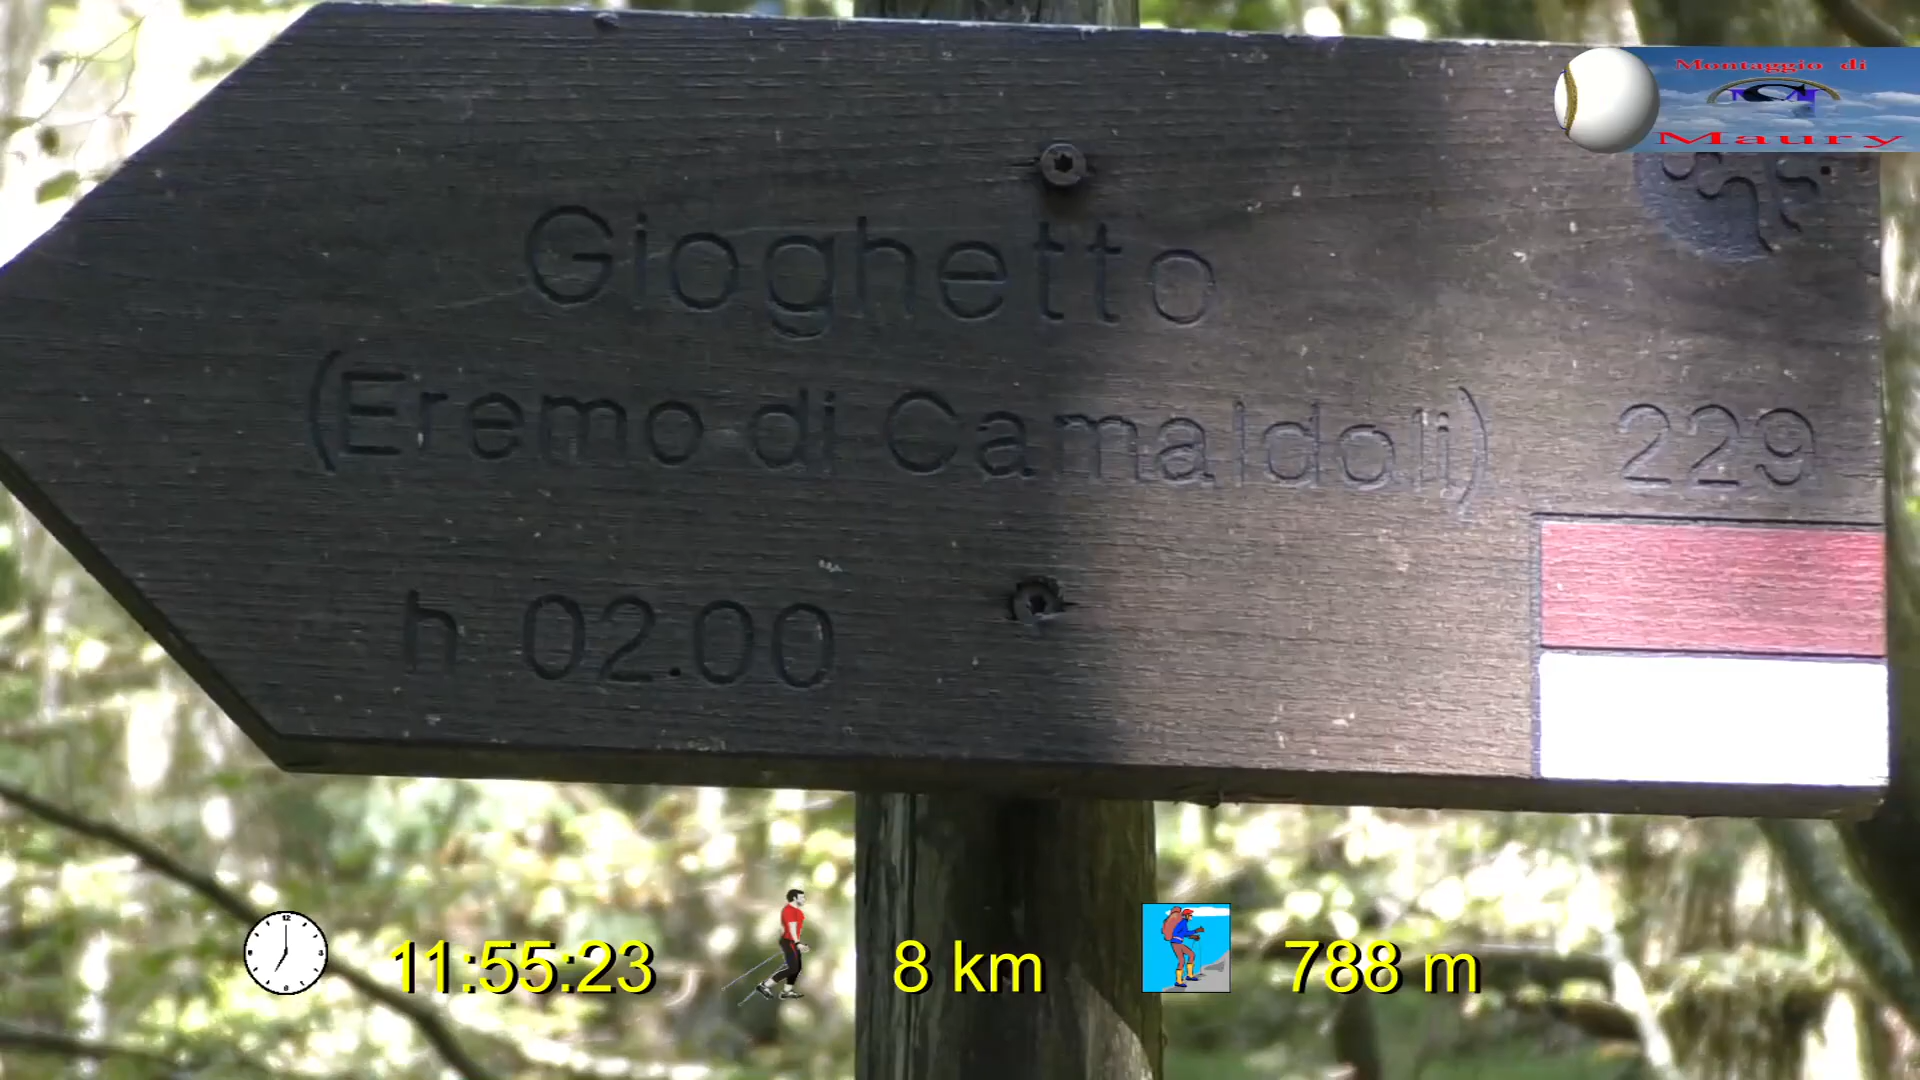 Montaggio di
Maury
Gioghetto
(Eremo di Camaldoli) 229
h 02.00
11:55:23 8 km 788 m